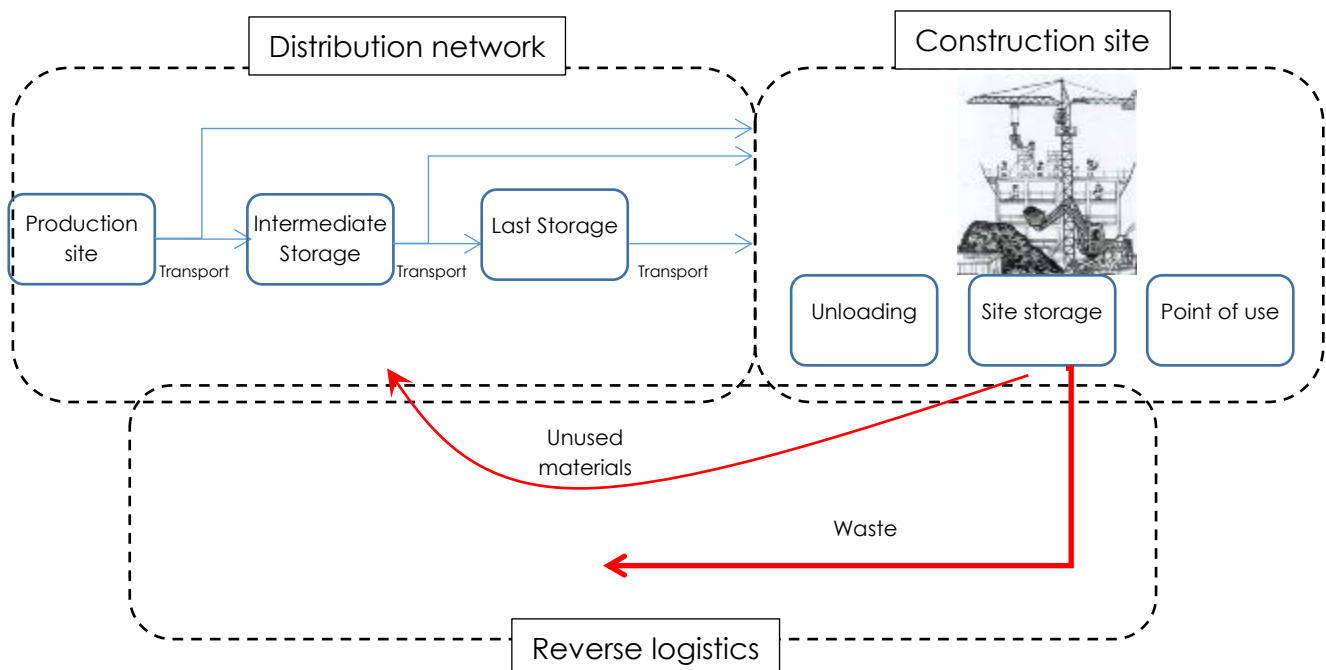 Distribution network
Construction site
Production
site
Transport
Intermediate
Storage
Transport
Last Storage
Transport
Unloading
Site storage
Point of use
Unused
materials
Waste
Reverse logistics